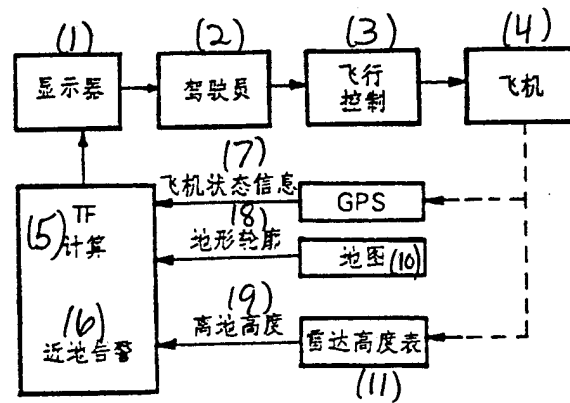 (1)
(2)
(3)
(4)
显示器
驾驶员
飞行
控制
飞机
(7)
飞机状态信息
GPS
(8)
TF
(5)
计算
地形轮廓
地图(10)
(9)
(6)
离地高度
雷达高度表
近地告警
(11)